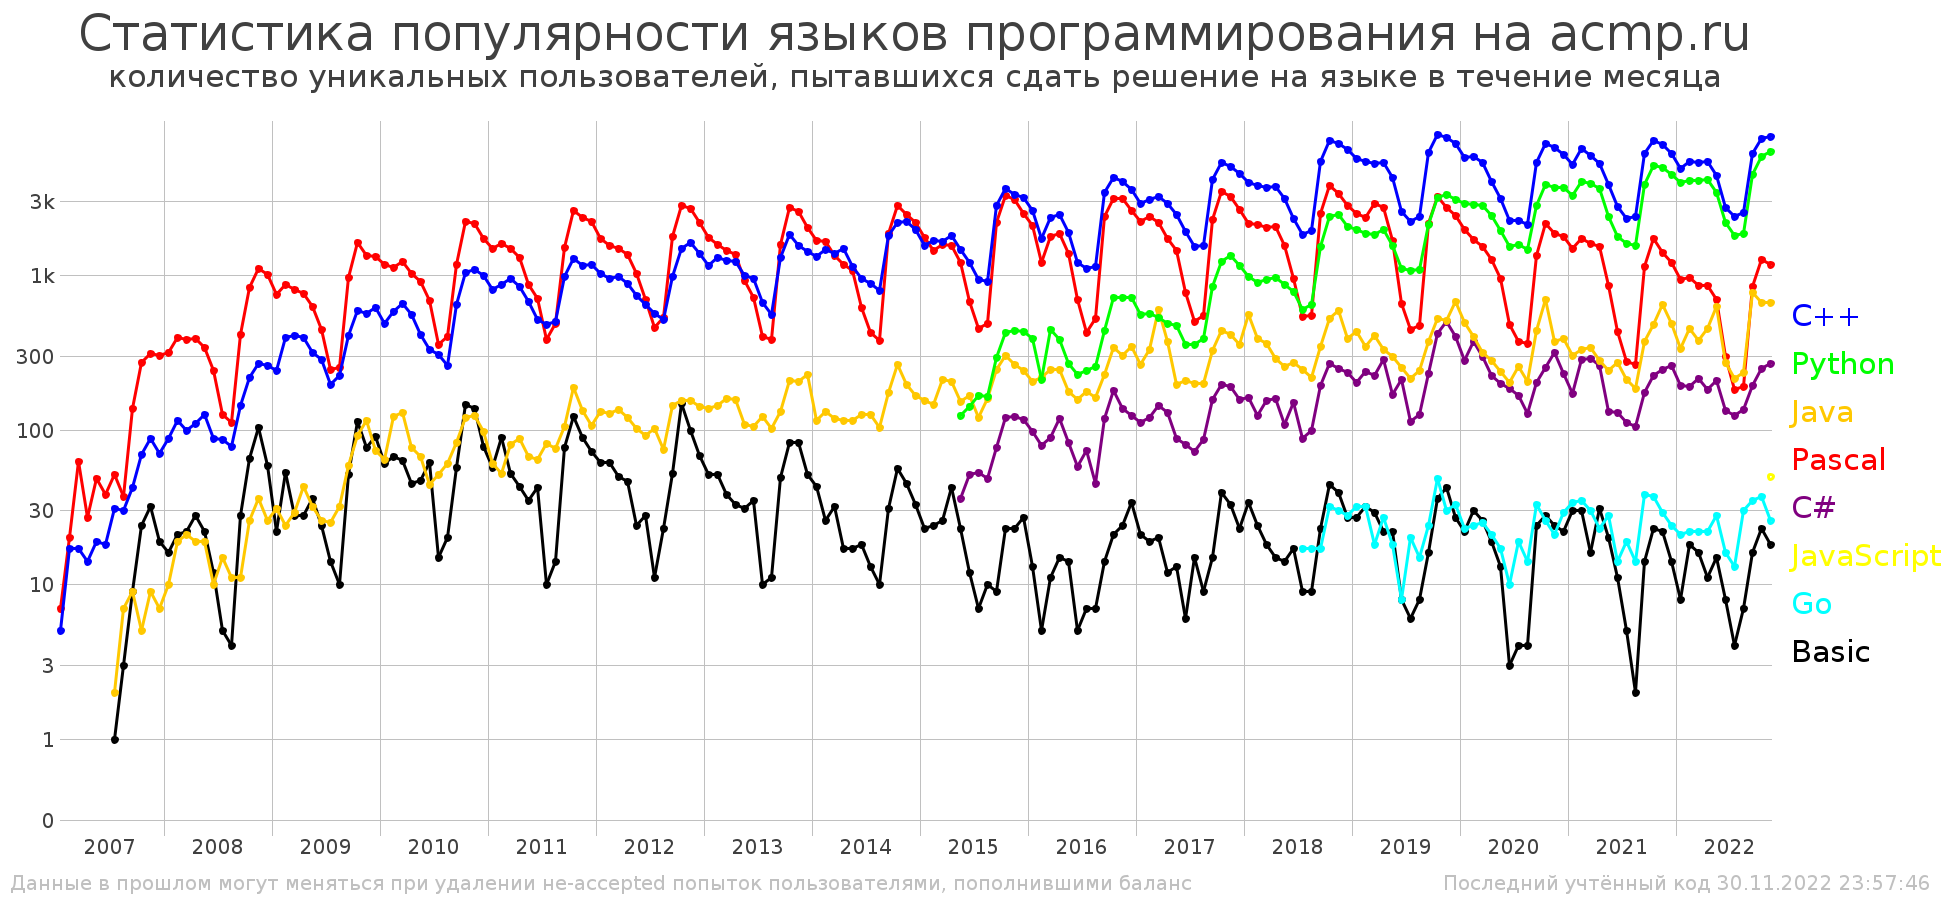 Статистика популярности языков программирования на acmp.ru
количество уникальных пользователей, пытавшихся сдать решение на языке в течение месяца
3k
1k
300
100
30
10
3
1
0
C++
Python
Java
Pascal
C#
JavaScript
Go
Basic
2007 2008 2009 2010 2011 2012 2013 2014 2015 2016 2017 2018 2019 2020 2021 2022
Данные в прошлом могут меняться при удалении не-accepted попыток пользователями, пополнившими баланс
Последний учтённый код 30.11.2022 23:57:46